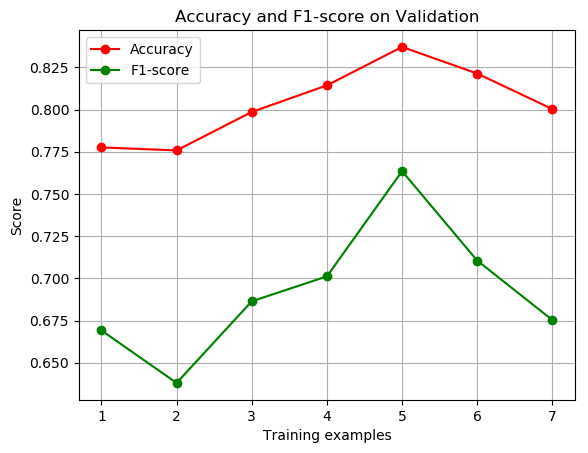 Accuracy and F1-score on Validation
Accuracy
F1-score
0.825
0.800
0.775
0.750
0.725
0.700
0.675
0.650
Score
1 2 3 4 5 6 7
Training examples